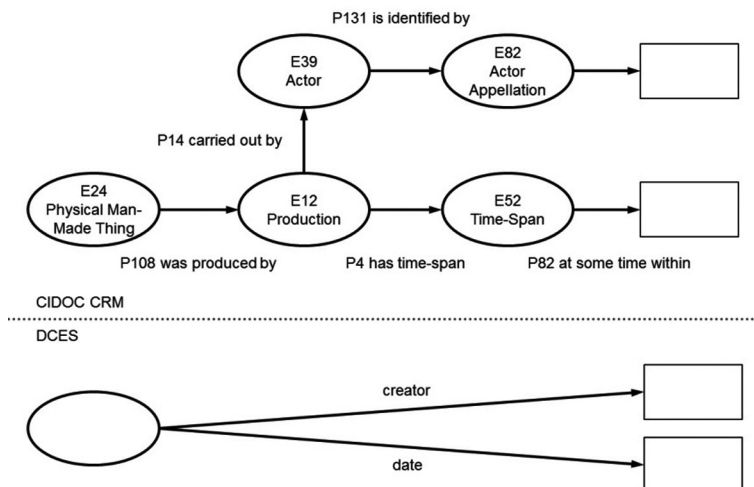 P131 is identified by
E39
Actor
E82
Actor
Appellation
P14 carried out by
E24
Physical Man-
Made Thing
E12
Production
E52
Time-Span
P108 was produced by
P4 has time-span
P82 at some time within
CIDOC CRM
DCES
creator
date